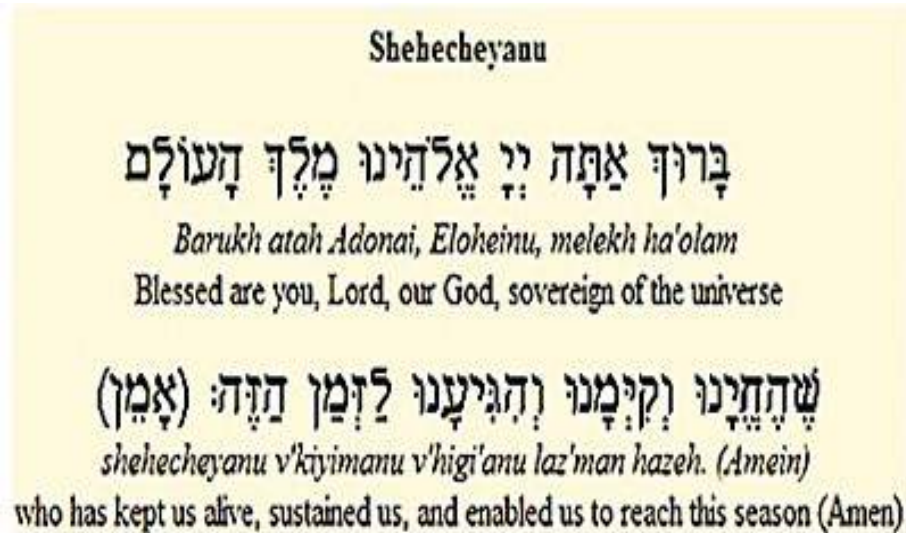 Shehecheyanu
בָּרוּךְ אַתָּה יְיָ אֱלֹהֵינוּ מֶלֶךְ הָעוֹלָם
Barukh atah Adonai, Eloheinu, melekh ha'olam
Blessed are you, Lord, our God, sovereign of the universe
שֶׁהֶחֱיָנוּ וְקִיְּמָנוּ וְהִגִּיעָנוּ לַזְּמַן הַזֶּה׃ (אָמֵן)
shehecheyanu v'kiyimanu v'higi'anu laz'man hazeh. (Amein)
who has kept us alive, sustained us, and enabled us to reach this season (Amen)